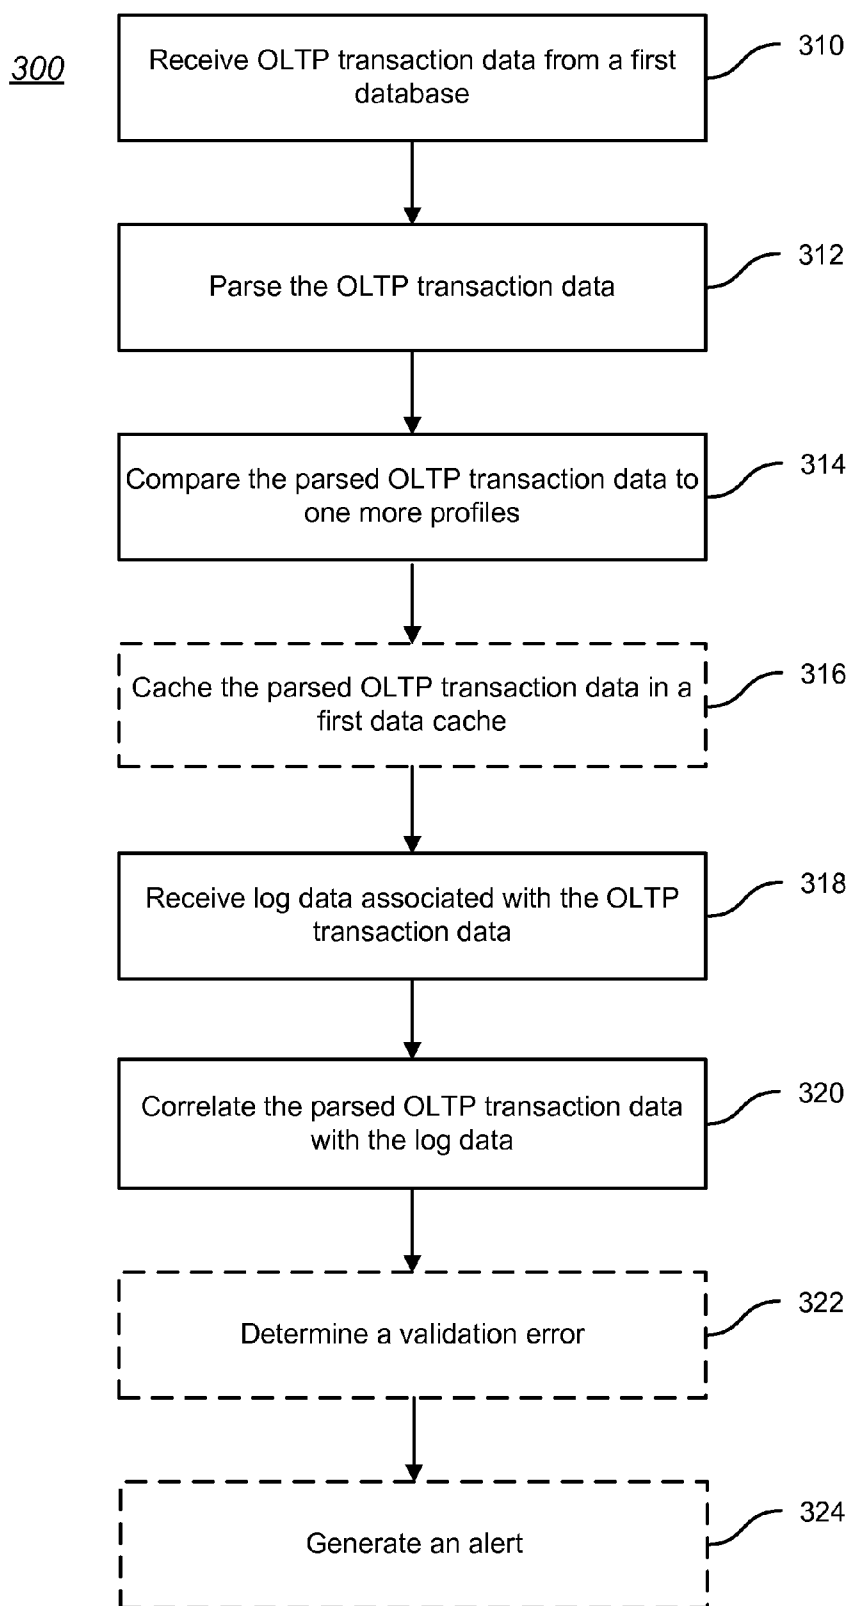 300
Receive OLTP transaction data from a first
database
310
Parse the OLTP transaction data
312
Compare the parsed OLTP transaction data to
one more profiles
314
Cache the parsed OLTP transaction data in a
first data cache
316
Receive log data associated with the OLTP
transaction data
318
Correlate the parsed OLTP transaction data
with the log data
320
Determine a validation error
322
Generate an alert
324